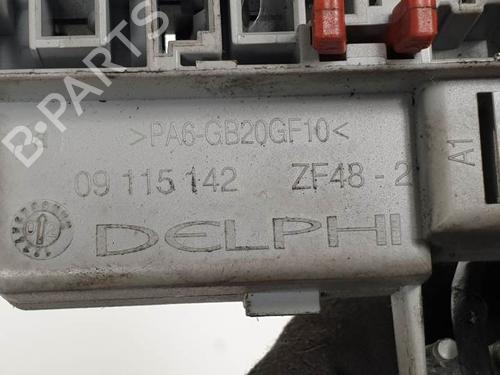 >PA6-GB20GF10<
09 115 142 ZF48-2
DELPHI
A1
B-PARTS